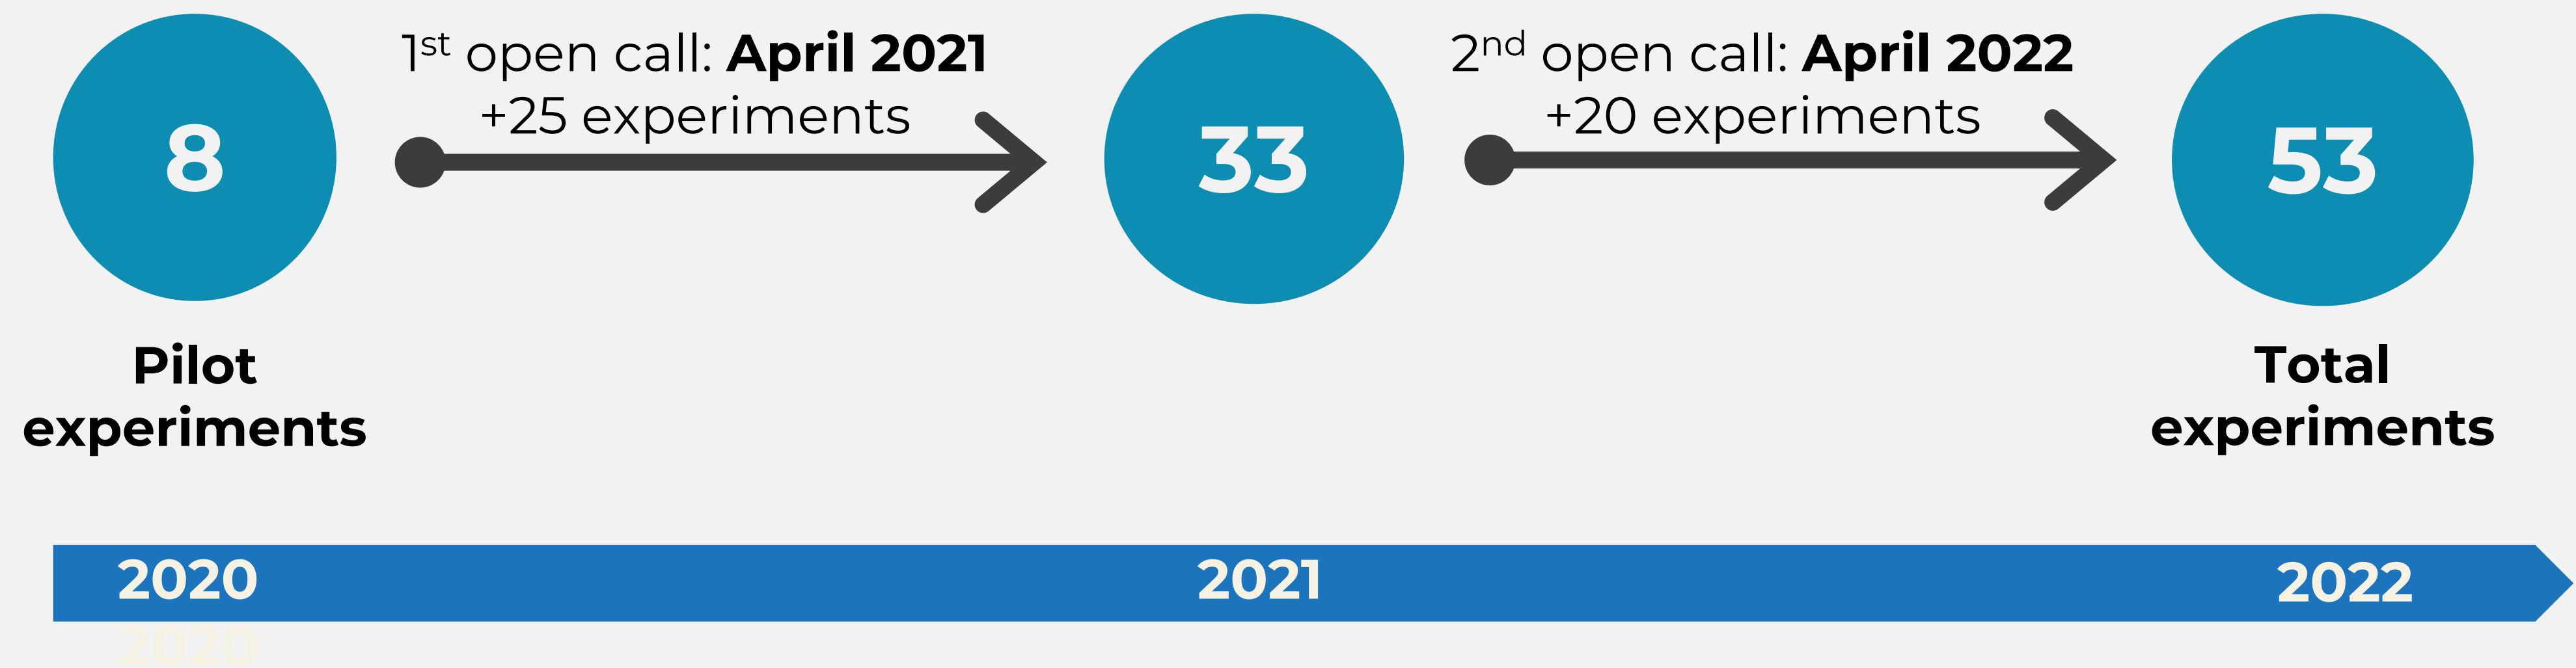 8
1st open call: April 2021
+25 experiments
33
2nd open call: April 2022
+20 experiments
53
Pilot
experiments
Total
experiments
2020
2021
2022
2020